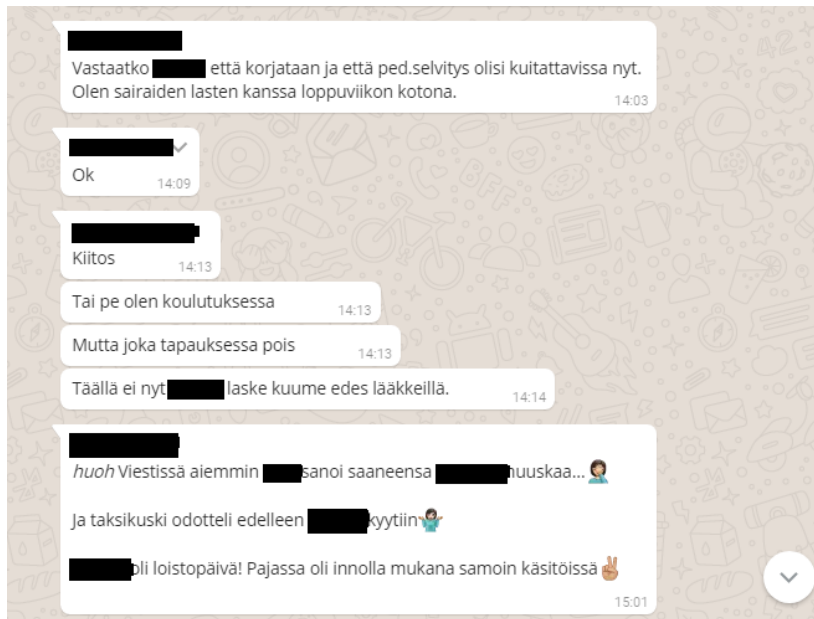 Vastaatko että korjataan ja että ped.selvitys olisi kuitattavissa nyt.
Olen sairaiden lasten kanssa loppuviikon kotona.
14:03
Ok
14:09
Kiitos
14:13
Tai pe olen koulutuksessa
14:13
Mutta joka tapauksessa pois
14:13
Täällä ei nyt laske kuume edes lääkkeillä.
14:14
huoh Viestissä aiemmin sanoi saaneensa nuuskaa...🤦🏻‍♀️
Ja taksikuski odotteli edelleen kyytiin🤷🏻‍♀️
oli loistopäivä! Pajassa oli innolla mukana samoin käsitöissä✌🏼
15:01